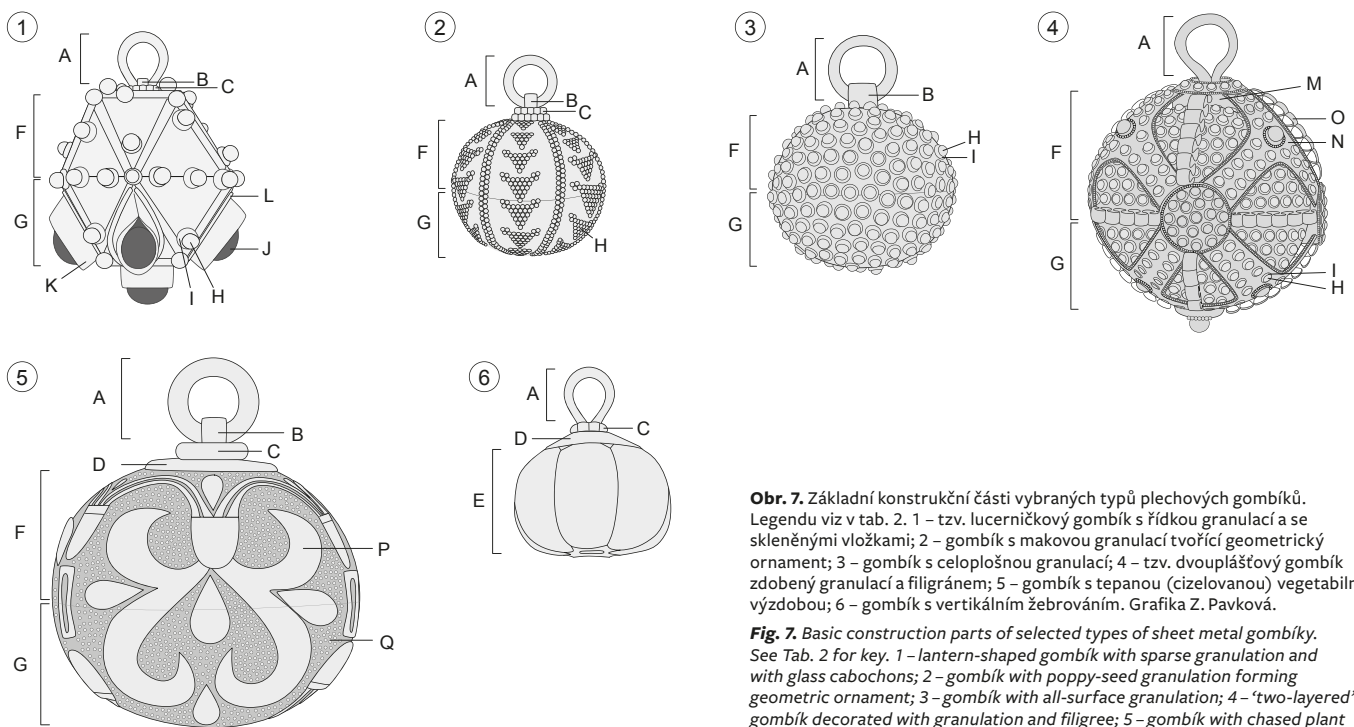 1
A
B
C
F
G
L
J
K
I
H
2
A
B
C
F
G
H
3
A
B
H
I
F
G
4
A
M
O
N
F
G
I
H
5
A
B
C
D
F
P
G
Q
6
A
C
D
E
Obr. 7. Základní konstrukční části vybraných typů plechových gombíků.
Legendu viz v tab. 2. 1 – tzv. lucerničkový gombík s řídkou granulací a se
skleněnými vložkami; 2 – gombík s makovou granulací tvořící geometrický
ornament; 3 – gombík s celoplošnou granulací; 4 – tzv. dvouplášťový gombík
zdobený granulací a filigránem; 5 – gombík s tepanou (cizelovanou)
výzdobou; 6 – gombík s vertikálním žebrováním. Grafika Z. Pavková.
Fig. 7. Basic construction parts of selected types of sheet metal gombíky.
See Tab. 2 for key. 1 – lantern-shaped gombík with sparse granulation and
with glass cabochons; 2 – gombík with poppy-seed granulation forming
geometric ornament; 3 – gombík with all-surface granulation; 4 – ‘two-layered’
gombík decorated with granulation and filigree; 5 – gombík with chased plant